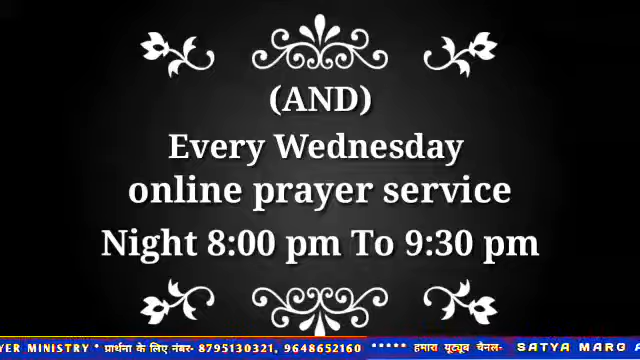 (AND)
Every Wednesday
online prayer service
Night 8:00 pm To 9:30 pm
YER MINISTRY * प्रार्थना के लिए नंबर- 8795130321, 9648652160 ***** हमारा यूट्यूब चैनल- SATYA MARG